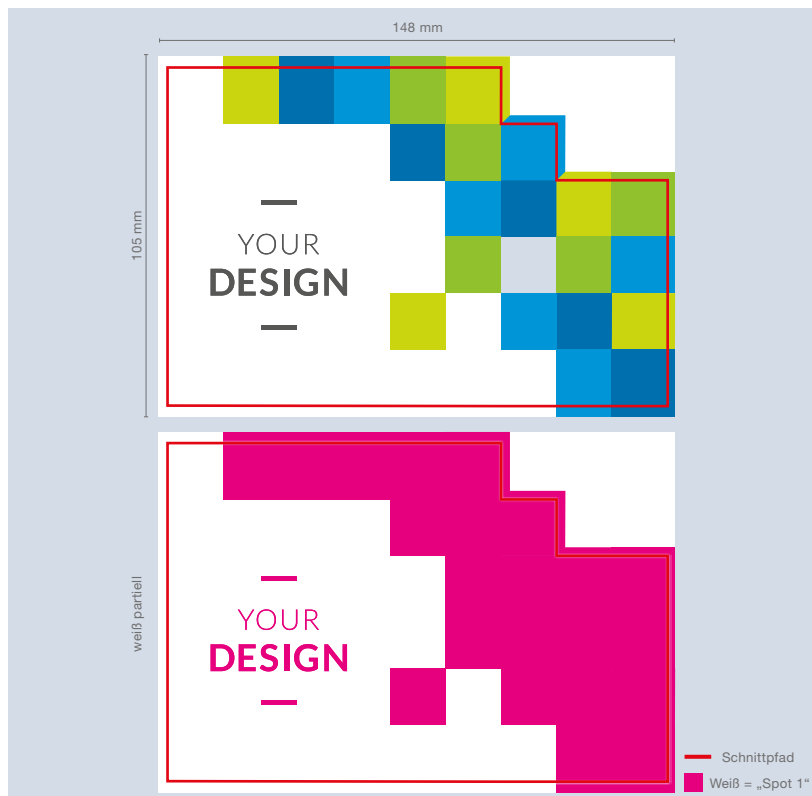 148 mm
105 mm
YOUR
DESIGN
weiß partiell
YOUR
DESIGN
Schnittpfad
Weiß = „Spot 1“